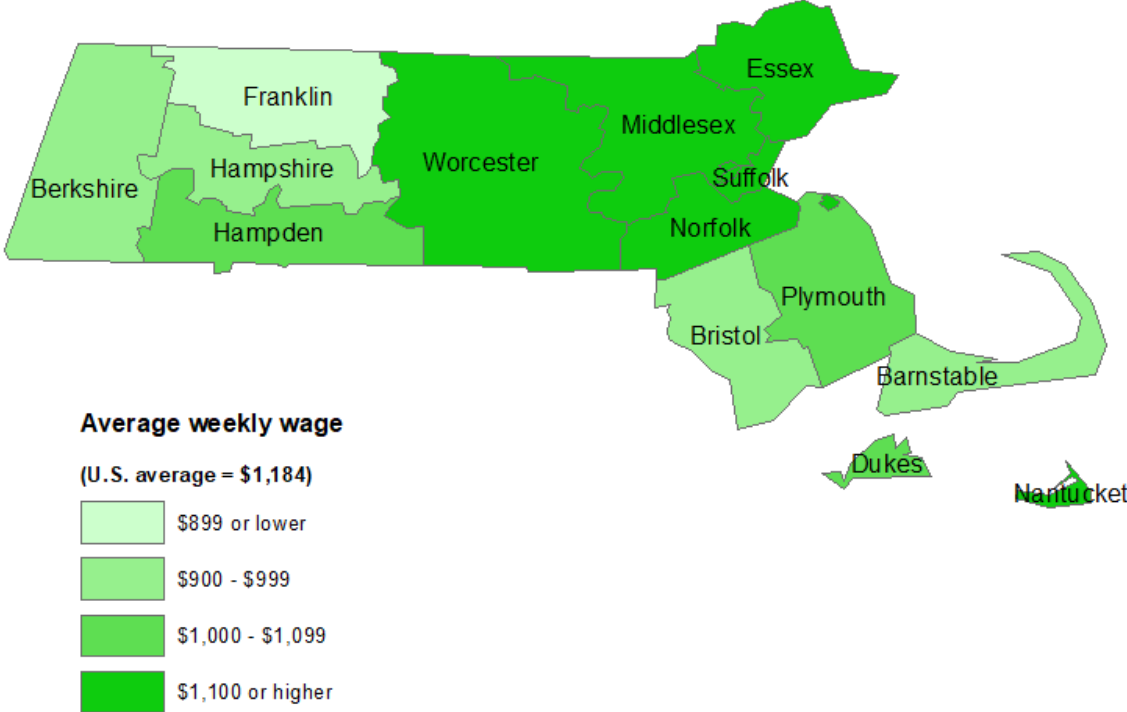 Essex
Franklin
Middlesex
Worcester
Hampshire
Suffolk
Berkshire
Norfolk
Hampden
Plymouth
Bristol
Barnstable
Average weekly wage
(U.S. average = $1,184)
Dukes
Nantucket
$899 or lower
$900 - $999
$1,000 - $1,099
$1,100 or higher